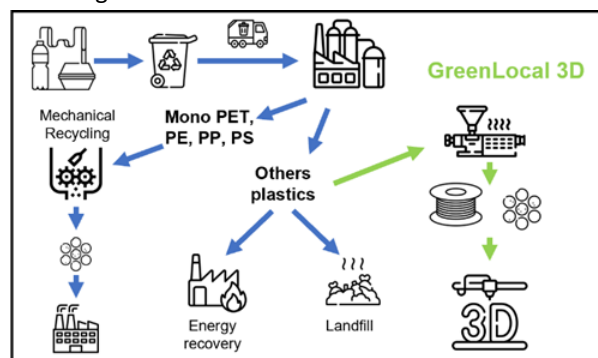 GreenLocal 3D
Mechanical
Recycling
Mono PET,
PE, PP, PS
Others
plastics
Energy
recovery
Landfill
3D